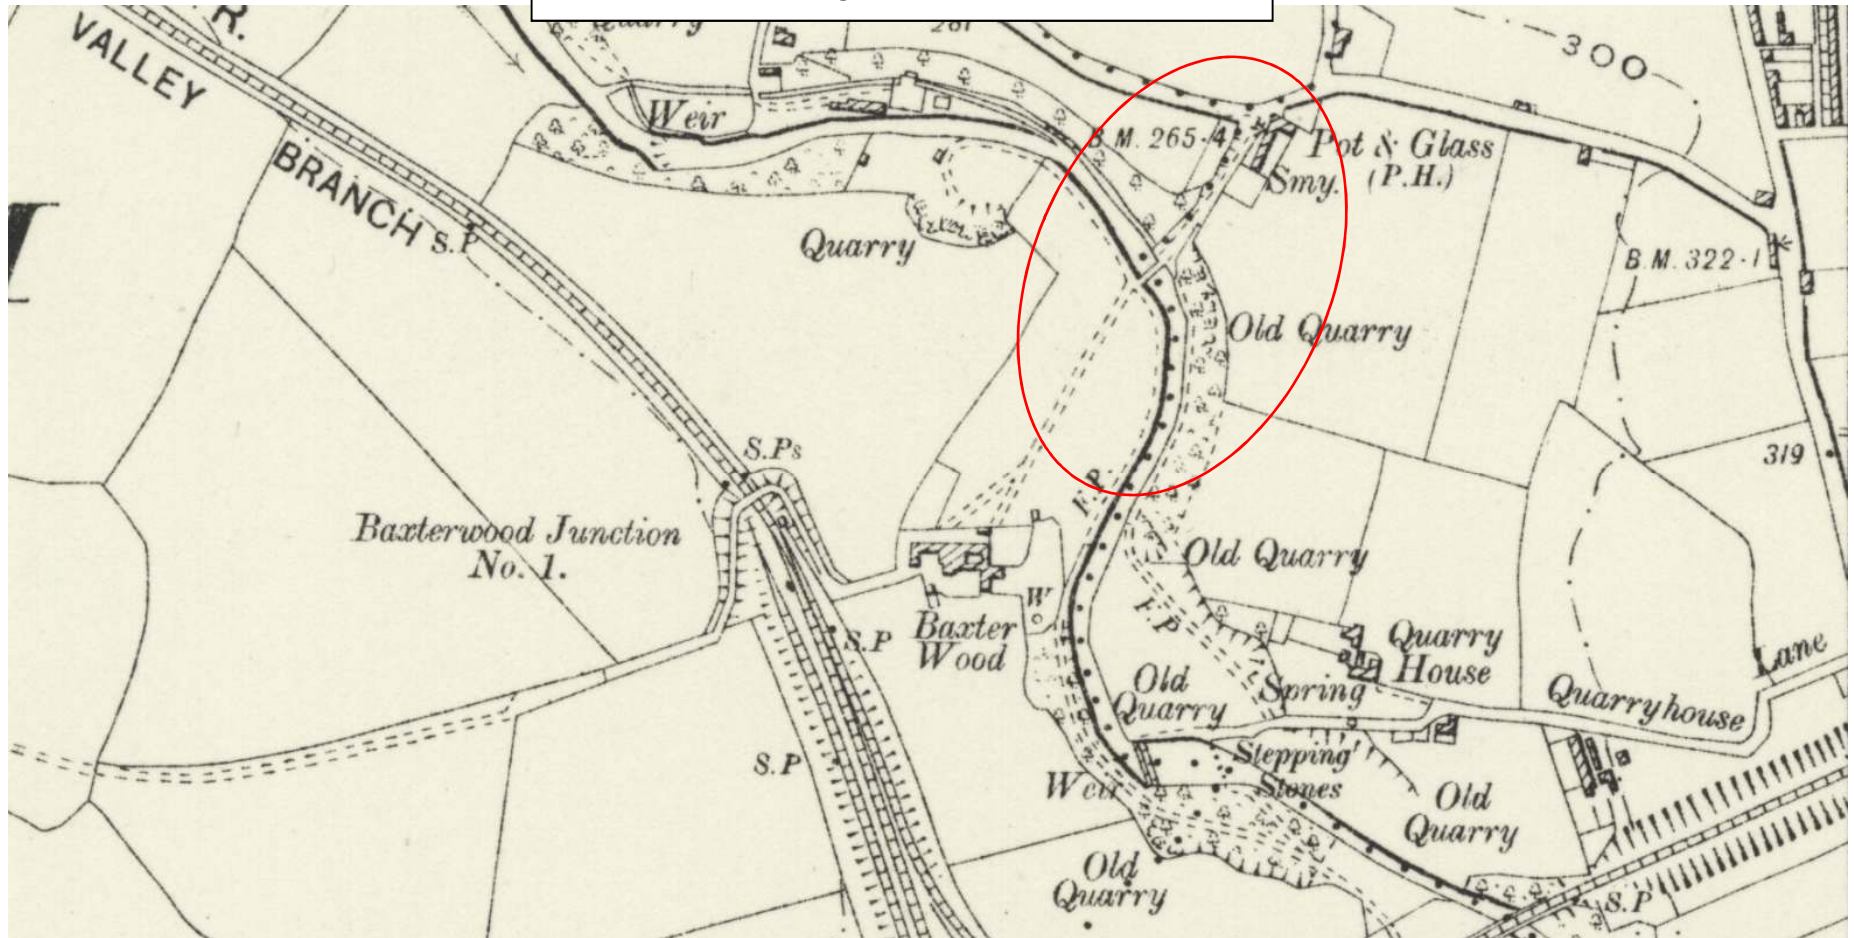 R.
Quarry
261
VALLEY
300
Weir
B.M. 265·4
Pot & Glass
(P.H.)
Smy.
BRANCH
S.P
Quarry
B.M. 322·1
Old Quarry
S.Ps
319
F.P.
Baxterwood Junction
No. 1.
Old Quarry
W
F.P
Baxter
Wood
S.P
Quarry
House
Lane
Old
Quarry
Spring
Quarryhouse
S.P
Stepping
Stones
Weir
Old
Quarry
Old
Quarry
S.P